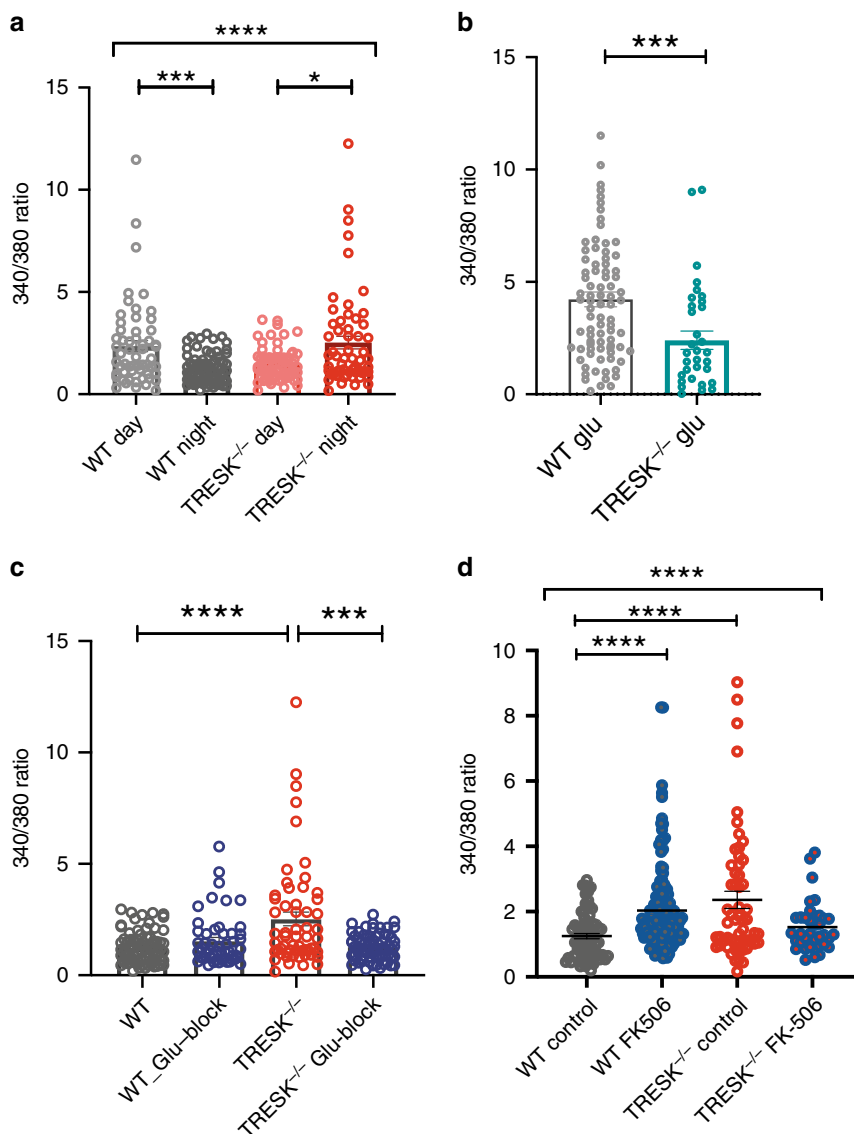 a
****
***
*
15
10
5
0
340/380 ratio
WT day
WT night
TRESK⁻/⁻ day
TRESK⁻/⁻ night
b
***
15
10
5
0
340/380 ratio
WT glu
TRESK⁻/⁻ glu
c
****
***
15
10
5
0
340/380 ratio
WT
WT_Glu–block
TRESK⁻/⁻
TRESK⁻/⁻ Glu-block
d
****
****
****
10
8
6
4
2
0
340/380 ratio
WT control
WT FK506
TRESK⁻/⁻ control
TRESK⁻/⁻ FK-506